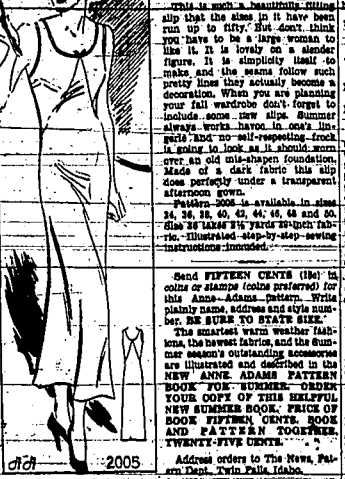 This is such a beautifully fitting
slip that the sizes in it have been
run up to fifty. But don't think
you have to be a large woman to
like it. It is lovely on a slender
figure. It is simplicity itself to
make and the seams follow such
pretty lines they actually become a
decoration. When you are planning
your fall wardrobe don't forget to
include some new slips. Summer
always works havoc in one's lin-
gerie and no self-respecting frock
is going to look as it should worn
over an old mis-shapen foundation.
Made of a dark fabric this slip
does perfectly under a transparent
afternoon gown.
Pattern 2005 is available in sizes
34, 36, 38, 40, 42, 44, 46, 48 and 50.
Size 36 takes yards 39 inch fab-
ric. Illustrated step-by-step sewing
instructions included.
Send FIFTEEN CENTS (15c) in
coins or stamps (coins preferred) for
this Anne Adams pattern. Write
plainly name, address and style num-
ber. BE SURE TO STATE SIZE.
The smartest warm weather fash-
ions, the newest fabrics, and the Sum-
mer season's outstanding accessories
are illustrated and described in the
NEW ANNE ADAMS PATTERN
BOOK FOR SUMMER. ORDER
YOUR COPY OF THIS HELPFUL
NEW SUMMER BOOK. PRICE OF
BOOK FIFTEEN CENTS. BOOK
AND PATTERN TOGETHER,
TWENTY-FIVE CENTS.
Address orders to The News, Pat-
ern Dept. Twin Falls, Idaho.
2005